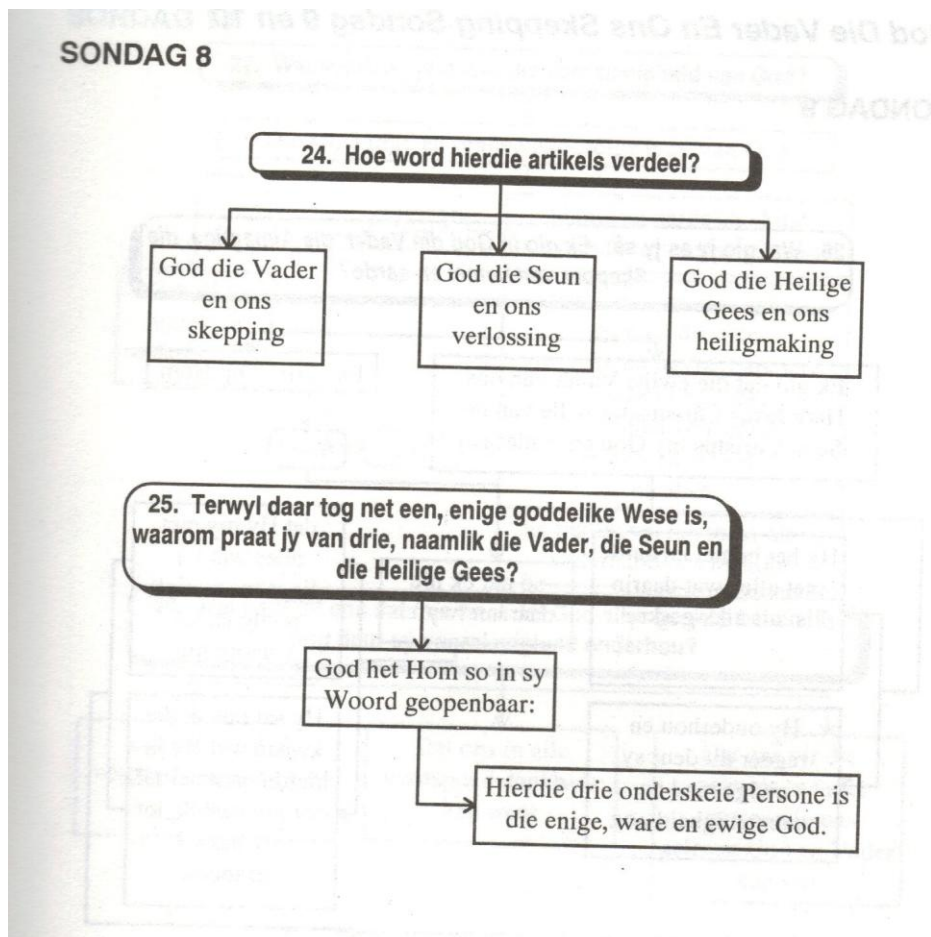 SONDAG 8
24. Hoe word hierdie artikels verdeel?
God die Vader
en ons
skepping
God die Seun
en ons
verlossing
God die Heilige
Gees en ons
heiligmaking
25. Terwyl daar tog net een, enige goddelike Wese is,
waarom praat jy van drie, naamlik die Vader, die Seun en
die Heilige Gees?
God het Hom so in sy
Woord geopenbaar:
Hierdie drie onderskeie Persone is
die enige, ware en ewige God.